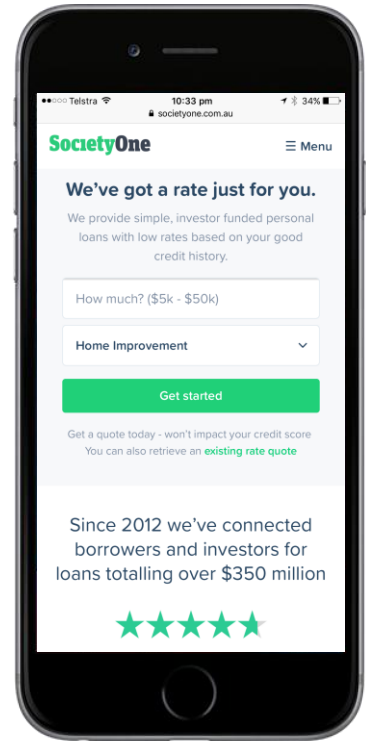 Telstra 10:33 pm 34%
societyone.com.au
SocietyOne Menu
We've got a rate just for you.
We provide simple, investor funded personal
loans with low rates based on your good
credit history.
How much? ($5k - $50k)
Home Improvement
Get started
Get a quote today - won't impact your credit score
You can also retrieve an existing rate quote
Since 2012 we've connected
borrowers and investors for
loans totalling over $350 million